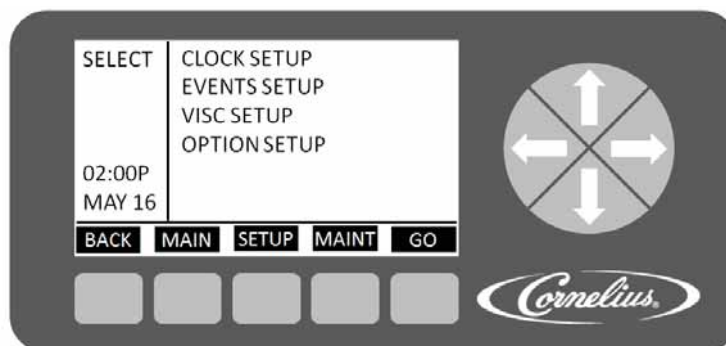 SELECT
CLOCK SETUP
EVENTS SETUP
VISC SETUP
OPTION SETUP
02:00P
MAY 16
BACK MAIN SETUP MAINT GO
Cornelius®